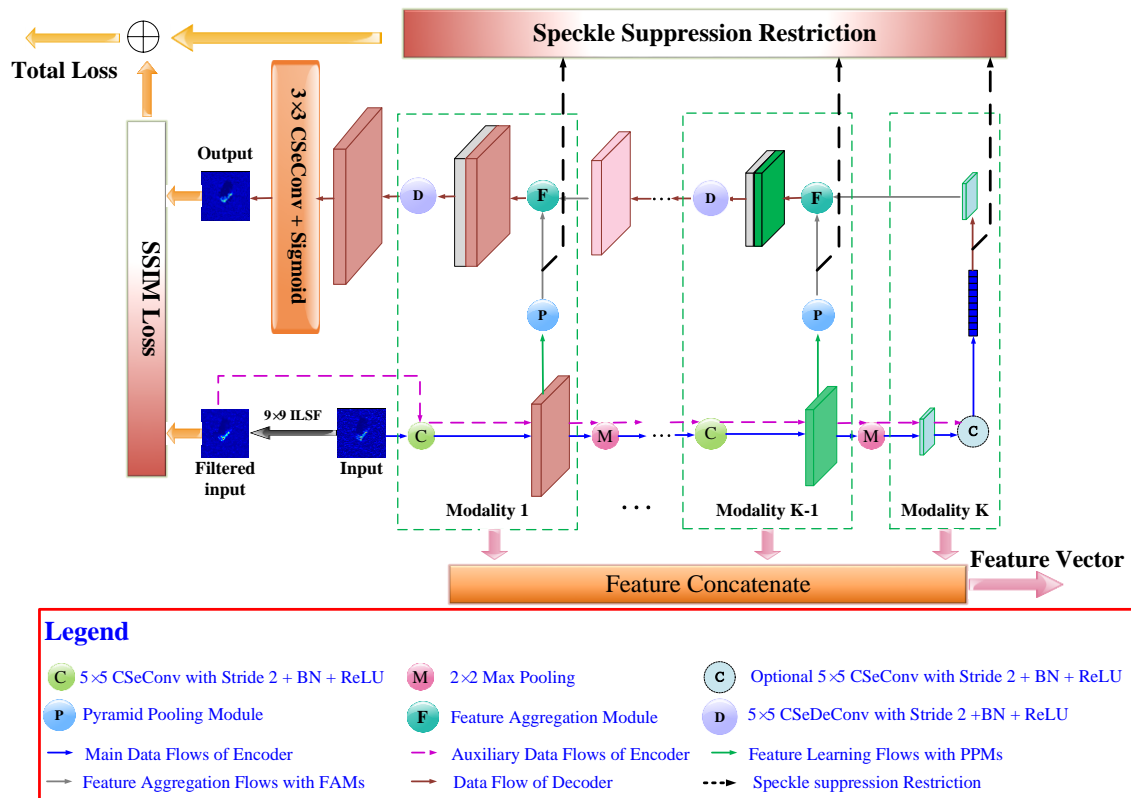 Speckle Suppression Restriction
Total Loss
3×3 CSeConv + Sigmoid
Output
D
F
...
D
F
SSIM Loss
P
P
9×9 ILSF
C
M
...
C
M
C
Filtered
input
Input
Modality 1
...
Modality K-1
Modality K
Feature Vector
Feature Concatenate
Legend
C 5×5 CSeConv with Stride 2 + BN + ReLU
M 2×2 Max Pooling
C Optional 5×5 CSeConv with Stride 2 + BN + ReLU
P Pyramid Pooling Module
F Feature Aggregation Module
D 5×5 CSeDeConv with Stride 2 +BN + ReLU
Main Data Flows of Encoder
Auxiliary Data Flows of Encoder
Feature Learning Flows with PPMs
Feature Aggregation Flows with FAMs
Data Flow of Decoder
Speckle suppression Restriction